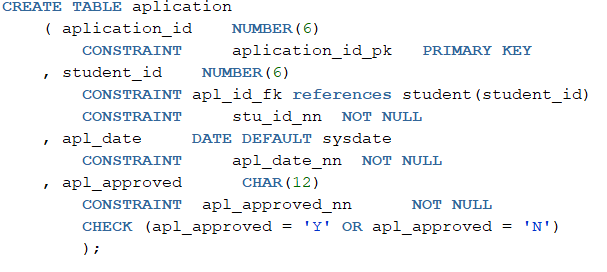 CREATE TABLE aplication
( aplication_id NUMBER(6)
CONSTRAINT aplication_id_pk PRIMARY KEY
, student_id NUMBER(6)
CONSTRAINT apl_id_fk references student(student_id)
CONSTRAINT stu_id_nn NOT NULL
, apl_date DATE DEFAULT sysdate
CONSTRAINT apl_date_nn NOT NULL
, apl_approved CHAR(12)
CONSTRAINT apl_approved_nn NOT NULL
CHECK (apl_approved = 'Y' OR apl_approved = 'N')
);